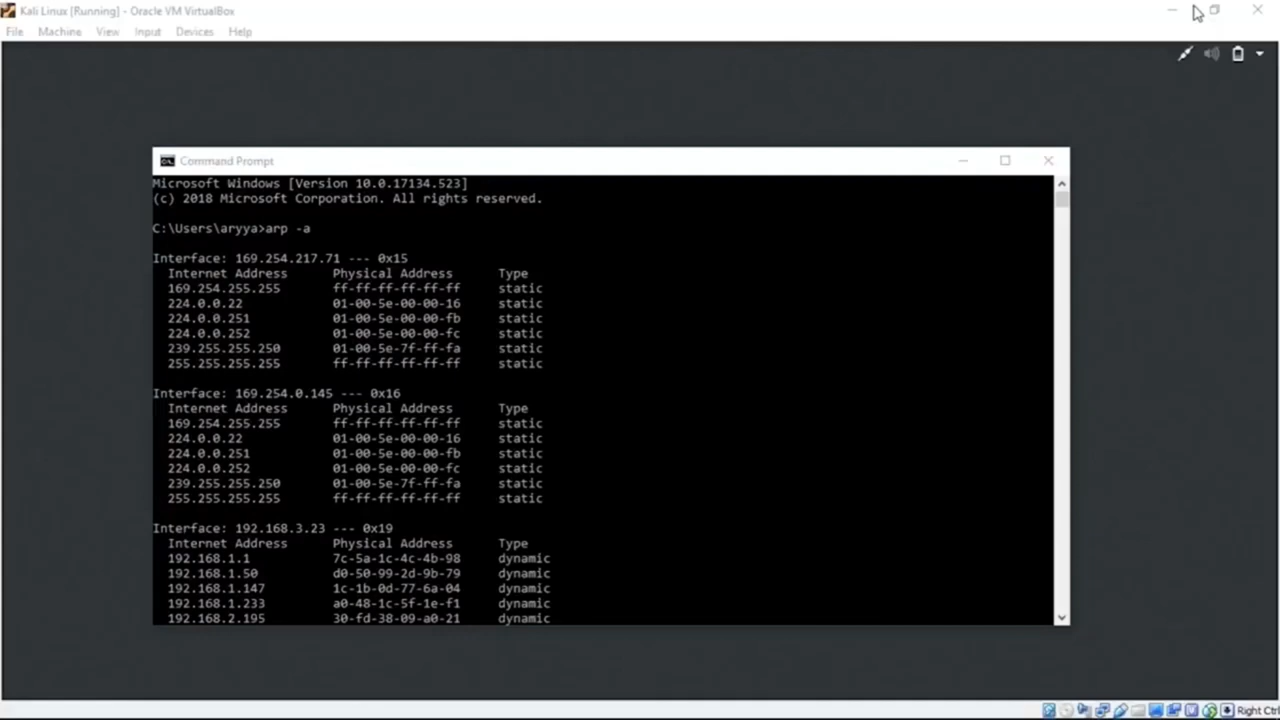 Kali Linux [Running] - Oracle VM VirtualBox
File Machine View Input Devices Help
Command Prompt
Microsoft Windows [Version 10.0.17134.523]
(c) 2018 Microsoft Corporation. All rights reserved.
C:\Users\aryya>arp -a
Interface: 169.254.217.71 --- 0x15
Internet Address Physical Address Type
169.254.255.255 ff-ff-ff-ff-ff-ff static
224.0.0.22 01-00-5e-00-00-16 static
224.0.0.251 01-00-5e-00-00-fb static
224.0.0.252 01-00-5e-00-00-fc static
239.255.255.250 01-00-5e-7f-ff-fa static
255.255.255.255 ff-ff-ff-ff-ff-ff static
Interface: 169.254.0.145 --- 0x16
Internet Address Physical Address Type
169.254.255.255 ff-ff-ff-ff-ff-ff static
224.0.0.22 01-00-5e-00-00-16 static
224.0.0.251 01-00-5e-00-00-fb static
224.0.0.252 01-00-5e-00-00-fc static
239.255.255.250 01-00-5e-7f-ff-fa static
255.255.255.255 ff-ff-ff-ff-ff-ff static
Interface: 192.168.3.23 --- 0x19
Internet Address Physical Address Type
192.168.1.1 7c-5a-1c-4c-4b-98 dynamic
192.168.1.50 d0-50-99-2d-9b-79 dynamic
192.168.1.147 1c-1b-0d-77-6a-04 dynamic
192.168.1.233 a0-48-1c-5f-1e-f1 dynamic
192.168.2.195 30-fd-38-09-a0-21 dynamic
Right Ctrl